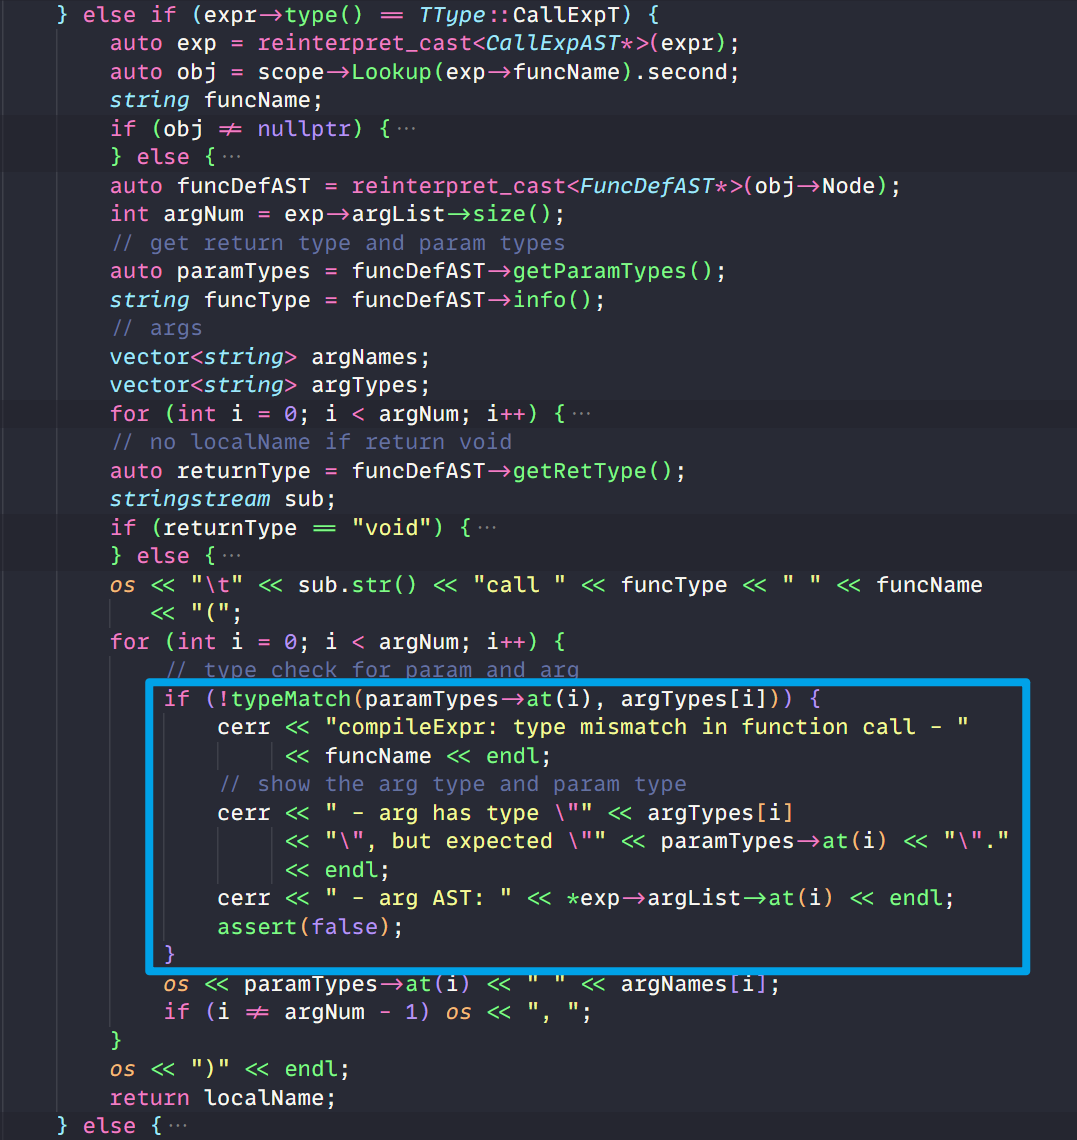 } else if (expr->type() == TType::CallExpT) {
auto exp = reinterpret_cast<CallExpAST*>(expr);
auto obj = scope->Lookup(exp->funcName).second;
string funcName;
if (obj != nullptr) {···
} else {···
auto funcDefAST = reinterpret_cast<FuncDefAST*>(obj->Node);
int argNum = exp->argList->size();
// get return type and param types
auto paramTypes = funcDefAST->getParamTypes();
string funcType = funcDefAST->info();
// args
vector<string> argNames;
vector<string> argTypes;
for (int i = 0; i < argNum; i++) {···
// no localName if return void
auto returnType = funcDefAST->getRetType();
stringstream sub;
if (returnType == "void") {···
} else {···
os << "\t" << sub.str() << "call " << funcType << " " << funcName
<< "(";
for (int i = 0; i < argNum; i++) {
// type check for param and arg
if (!typeMatch(paramTypes->at(i), argTypes[i])) {
cerr << "compileExpr: type mismatch in function call - "
<< funcName << endl;
// show the arg type and param type
cerr << " - arg has type \"" << argTypes[i]
<< "\", but expected \"" << paramTypes->at(i) << "\"."
<< endl;
cerr << " - arg AST: " << *exp->argList->at(i) << endl;
assert(false);
}
os << paramTypes->at(i) << " " << argNames[i];
if (i != argNum - 1) os << ", ";
}
os << ")" << endl;
return localName;
} else {···